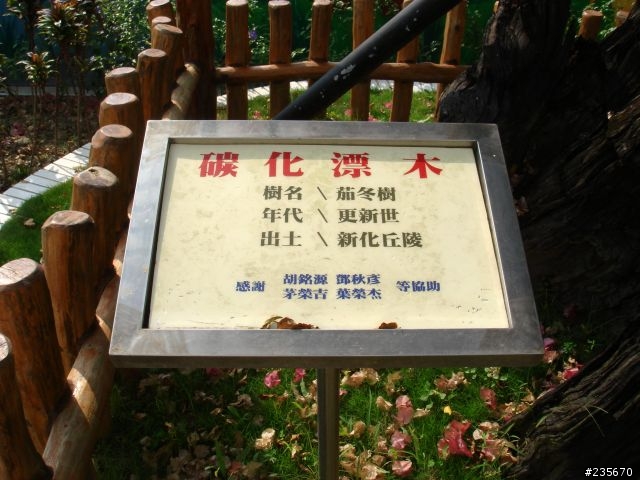 碳化漂木
樹名＼茄冬樹
年代＼更新世
出土＼新化丘陵
感謝 胡銘源 鄧秋彥 等協助
茅榮吉 葉榮杰
#235670